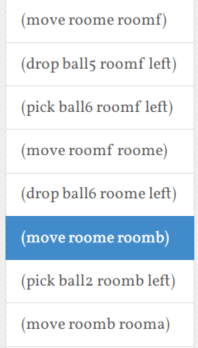 (move roome roomf)
(drop ball5 roomf left)
(pick ball6 roomf left)
(move roomf roome)
(drop ball6 roome left)
(move roome roomb)
(pick ball2 roomb left)
(move roomb rooma)